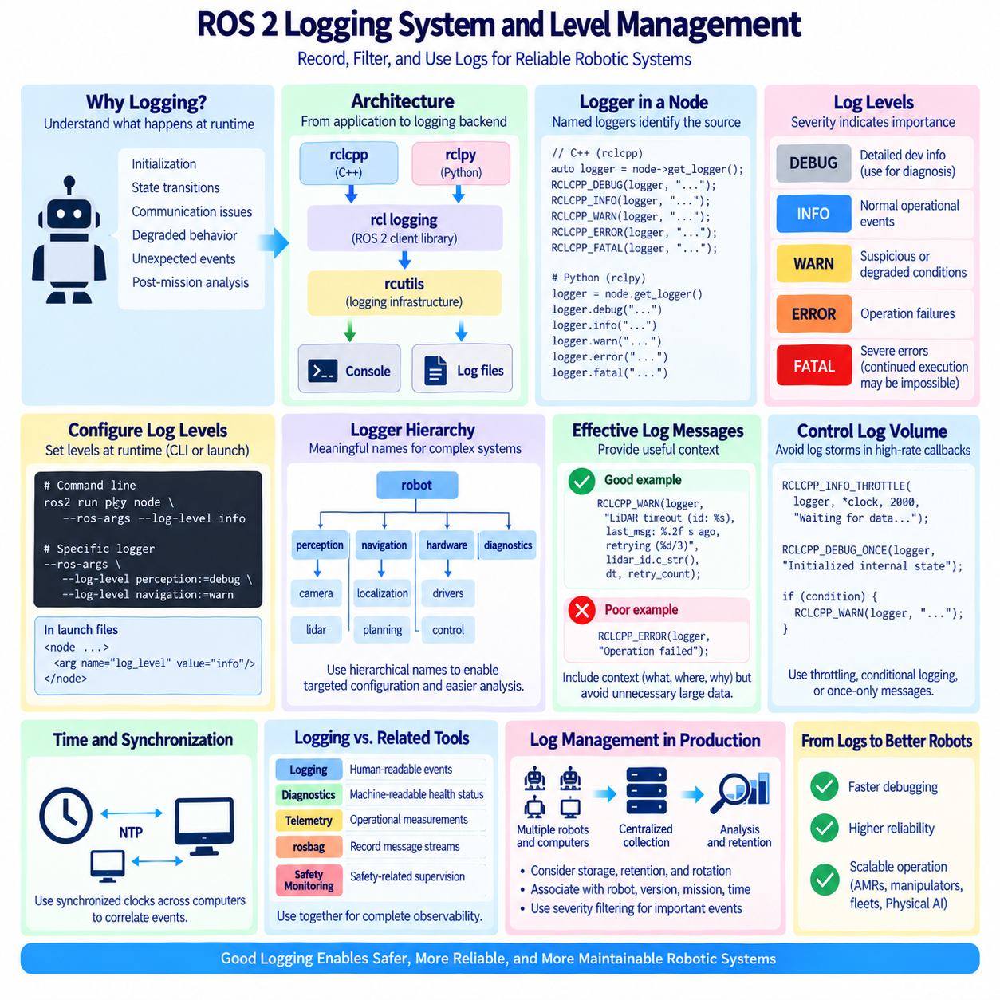 ROS 2 Logging System and Level Management
Record, Filter, and Use Logs for Reliable Robotic Systems
Why Logging?
Understand what happens at runtime
Initialization
State transitions
Communication issues
Degraded behavior
Unexpected events
Post-mission analysis
Architecture
From application to logging backend
rclcpp
(C++)
rclpy
(Python)
rcl logging
(ROS 2 client library)
rcutils
(logging infrastructure)
Console
Log files
Logger in a Node
Named loggers identify the source
// C++ (rclcpp)
auto logger = node->get_logger();
RCLCPP_DEBUG(logger, "...");
RCLCPP_INFO(logger, "...");
RCLCPP_WARN(logger, "...");
RCLCPP_ERROR(logger, "...");
RCLCPP_FATAL(logger, "...");
# Python (rclpy)
logger = node.get_logger()
logger.debug("...")
logger.info("...")
logger.warn("...")
logger.error("...")
logger.fatal("...")
Log Levels
Severity indicates importance
DEBUG
Detailed dev info
(use for diagnosis)
INFO
Normal operational
events
WARN
Suspicious or
degraded conditions
ERROR
Operation failures
FATAL
Severe errors
(continued execution
may be impossible)
Configure Log Levels
Set levels at runtime (CLI or launch)
# Command line
ros2 run node \
--ros-args --log-level info
# Specific logger
--ros-args \
--log-level perception:=debug \
--log-level navigation:=warn
In launch files
<node ...>
<arg name="log_level" value="info"/>
</node>
Logger Hierarchy
Meaningful names for complex systems
robot
perception
navigation
hardware
diagnostics
camera
localization
drivers
lidar
planning
control
Use hierarchical names to enable
targeted configuration and easier analysis.
Effective Log Messages
Provide useful context
Good example
RCLCPP_WARN(logger,
"LiDAR timeout (id: %s),
last_msg: %.2f s ago,
retrying (%d/3)",
lidar_id.c_str(),
dt, retry_count);
Poor example
RCLCPP_ERROR(logger,
"Operation failed");
Include context (what, where, why) but
avoid unnecessary large data.
Control Log Volume
Avoid log storms in high-rate callbacks
RCLCPP_INFO_THROTTLE(
logger, *clock, 2000,
"Waiting for data...");
RCLCPP_DEBUG_ONCE(logger,
"Initialized internal state");
if (condition) {
RCLCPP_WARN(logger, "...");
}
Use throttling, conditional logging,
or once-only messages.
Time and Synchronization
NTP
Use synchronized clocks across computers
to correlate events.
Logging vs. Related Tools
Logging
Human-readable events
Diagnostics
Machine-readable health status
Telemetry
Operational measurements
rosbag
Record message streams
Safety
Monitoring
Safety-related supervision
Use together for complete observability.
Log Management in Production
Multiple robots
and computers
Centralized
collection
Analysis
and retention
• Consider storage, retention, and rotation
• Associate with robot, version, mission, time
• Use severity filtering for important events
From Logs to Better Robots
Faster debugging
Higher reliability
Scalable operation
(AMRs, manipulators,
fleets, Physical AI)
Good Logging Enables Safer, More Reliable, and More Maintainable Robotic Systems